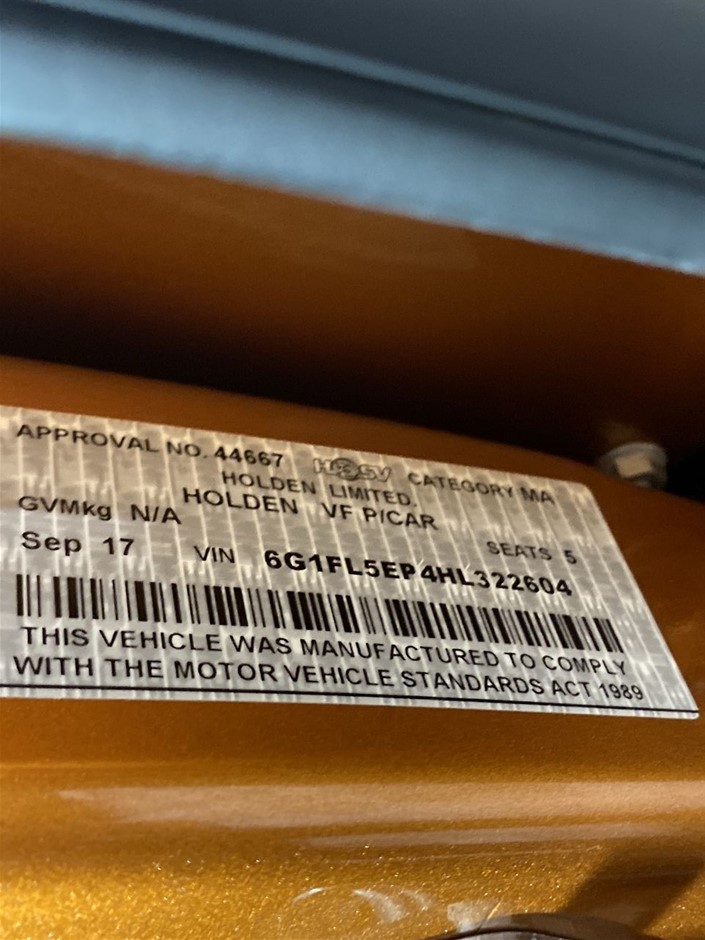 APPROVAL NO. 44667 HSV CATEGORY MA
HOLDEN LIMITED.
GVMkg N/A HOLDEN VF P/CAR
Sep 17 VIN 6G1FL5EP4HL322604 SEATS 5
THIS VEHICLE WAS MANUFACTURED TO COMPLY
WITH THE MOTOR VEHICLE STANDARDS ACT 1989